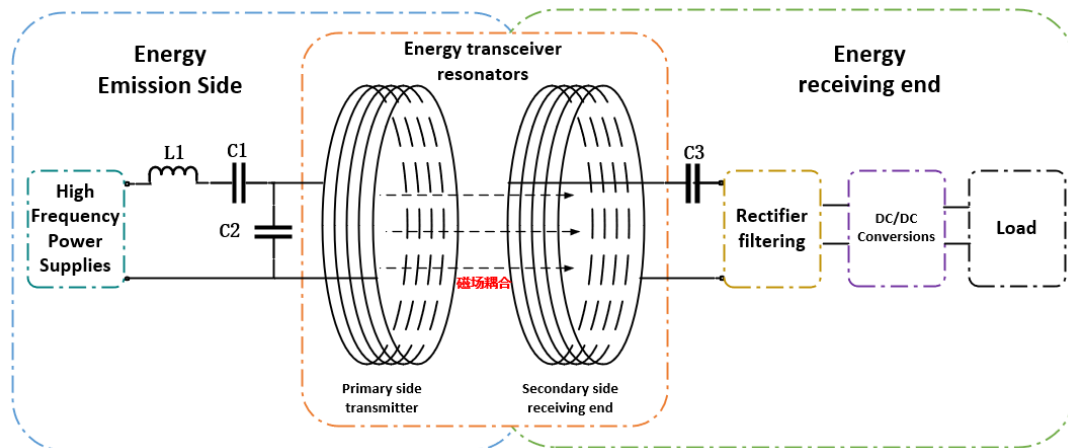 Energy
Emission Side
Energy transceiver
resonators
Energy
receiving end
L1
C1
C2
C3
High
Frequency
Power
Supplies
磁场耦合
Rectifier
filtering
DC/DC
Conversions
Load
Primary side
transmitter
Secondary side
receiving end